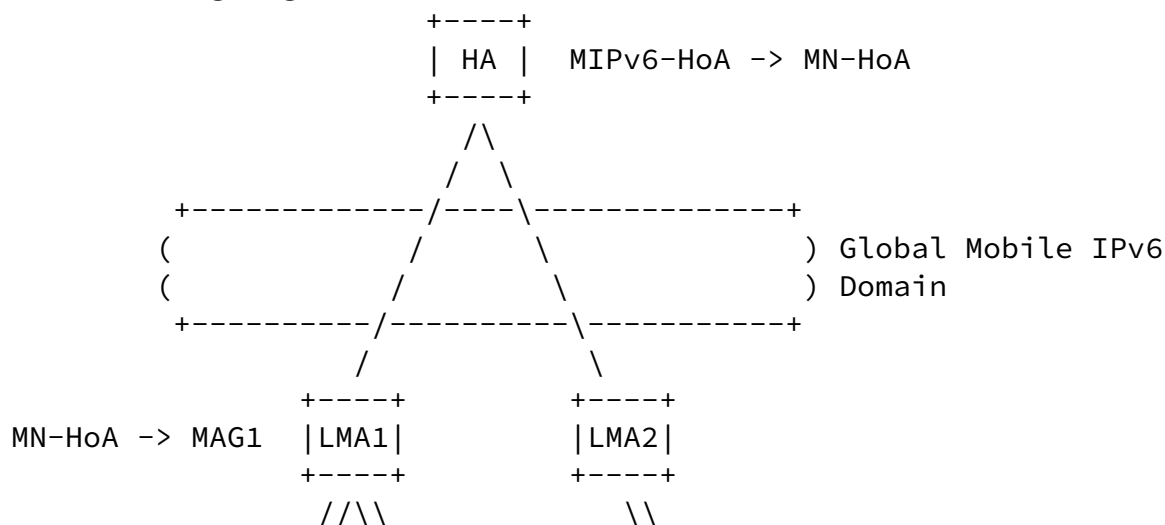 +----+
| HA |  MIPv6-HoA -> MN-HoA
+----+
/\
/  \
+-------------/----\--------------+
(              /      \               ) Global Mobile IPv6
(             /        \              ) Domain
+----------/----------\-----------+
/            \
+----+         +----+
MN-HoA -> MAG1  |LMA1|         |LMA2|
+----+         +----+
//\\             \\